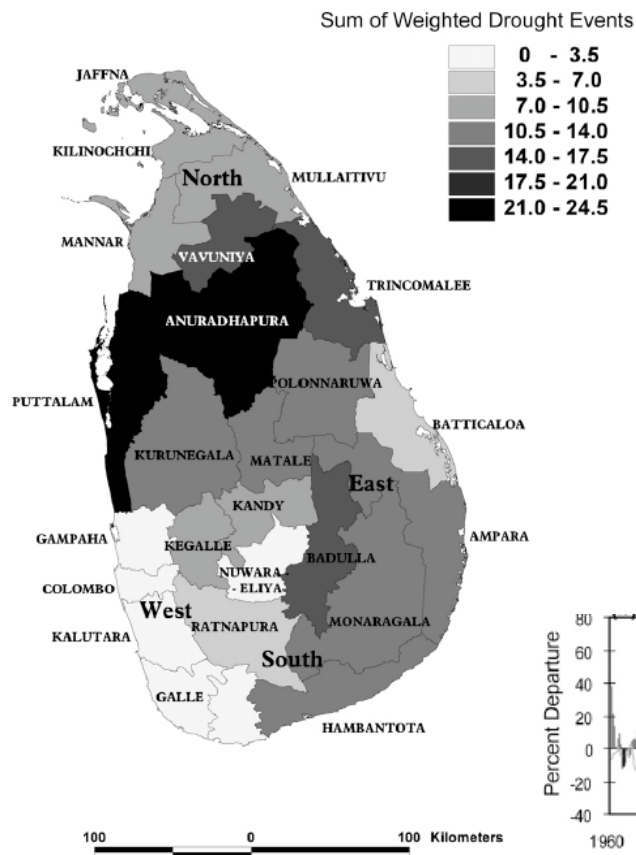 Sum of Weighted Drought Events
0 - 3.5
3.5 - 7.0
7.0 - 10.5
10.5 - 14.0
14.0 - 17.5
17.5 - 21.0
21.0 - 24.5
JAFFNA
KILINOCHCHI
North
MULLAITIVU
MANNAR
VAVUNIYA
TRINCOMALEE
ANURADHAPURA
POLONNARUWA
PUTTALAM
BATTICALOA
KURUNEGALA
MATALE
East
KANDY
GAMPAHA
AMPARA
KEGALLE
BADULLA
NUWARA -
- ELIYA
COLOMBO
West
KALUTARA
RATNAPURA
MONARAGALA
South
GALLE
HAMBANTOTA
80
60
40
20
0
-20
-40
Percent Departure
1960
100 0 100 Kilometers